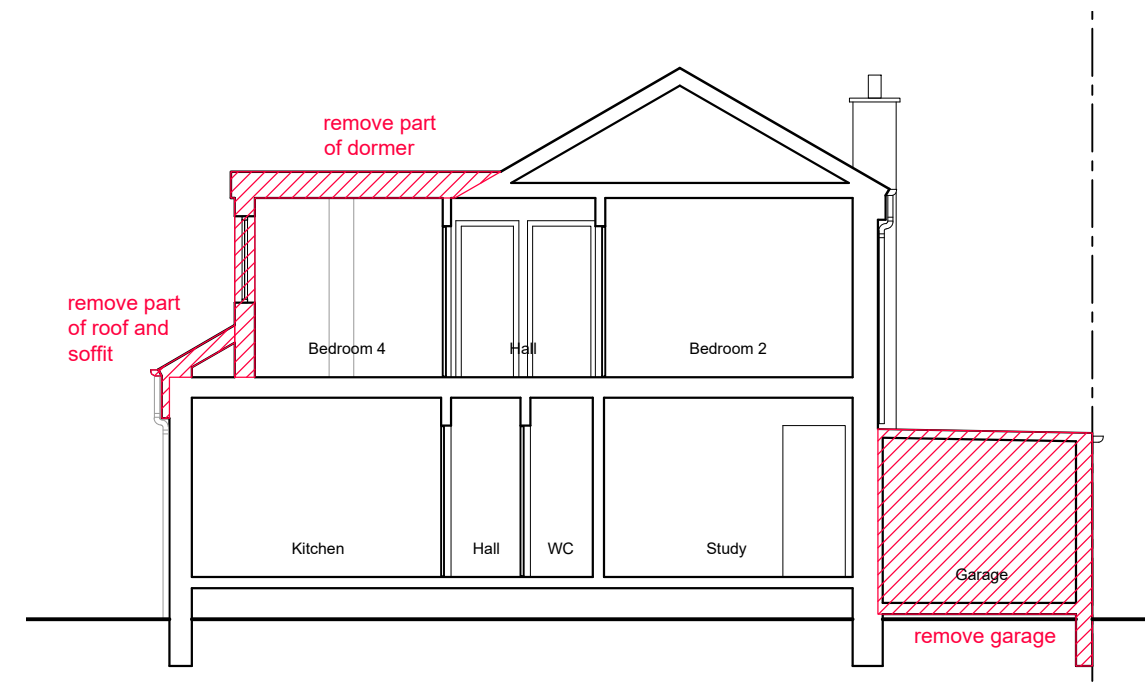 remove part
of dormer
remove part
of roof and
soffit
Bedroom 4
Hall
Bedroom 2
Kitchen
Hall
WC
Study
Garage
remove garage